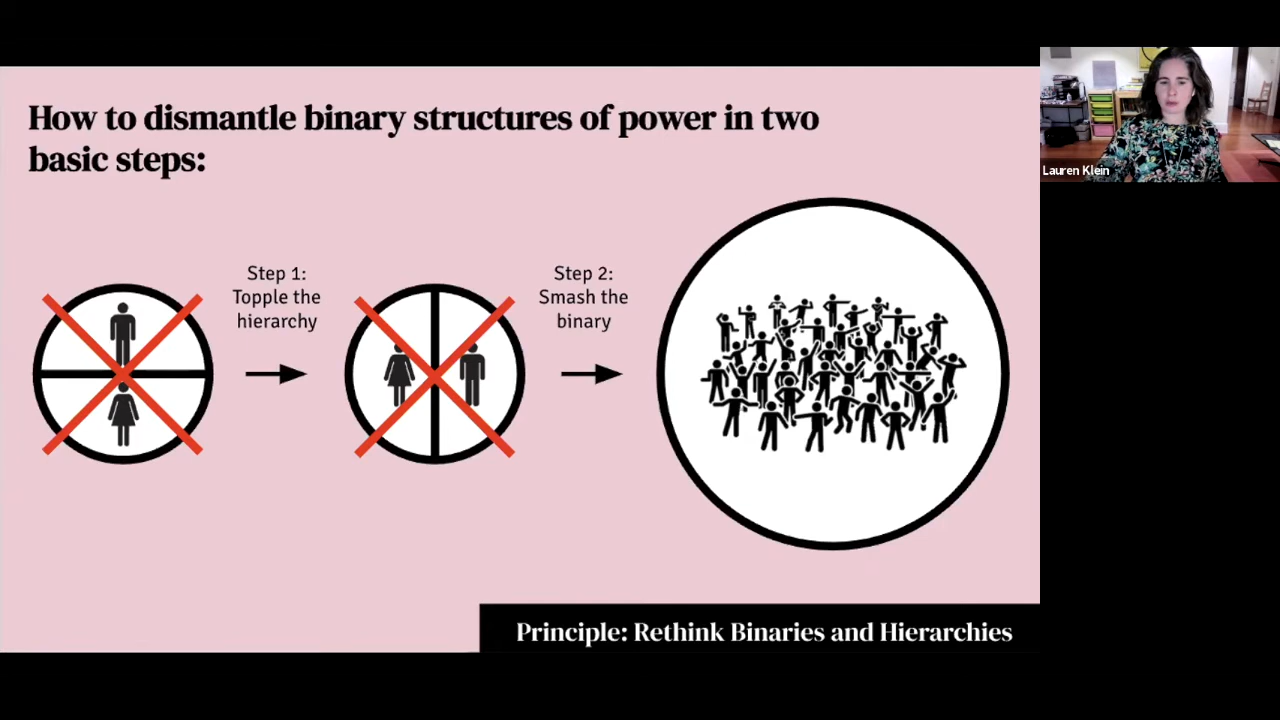 How to dismantle binary structures of power in two
basic steps:
Step 1:
Topple the
hierarchy
Step 2:
Smash the
binary
Principle: Rethink Binaries and Hierarchies
Lauren Klein